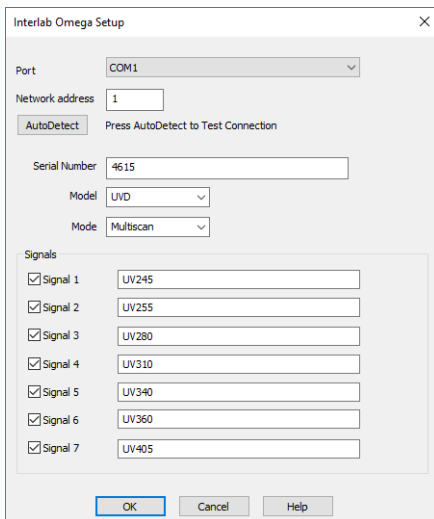 Interlab Omega Setup
Port COM1
Network address 1
AutoDetect Press AutoDetect to Test Connection
Serial Number 4615
Model UVD
Mode Multiscan
Signals
Signal 1 UV245
Signal 2 UV255
Signal 3 UV280
Signal 4 UV310
Signal 5 UV340
Signal 6 UV360
Signal 7 UV405
OK Cancel Help